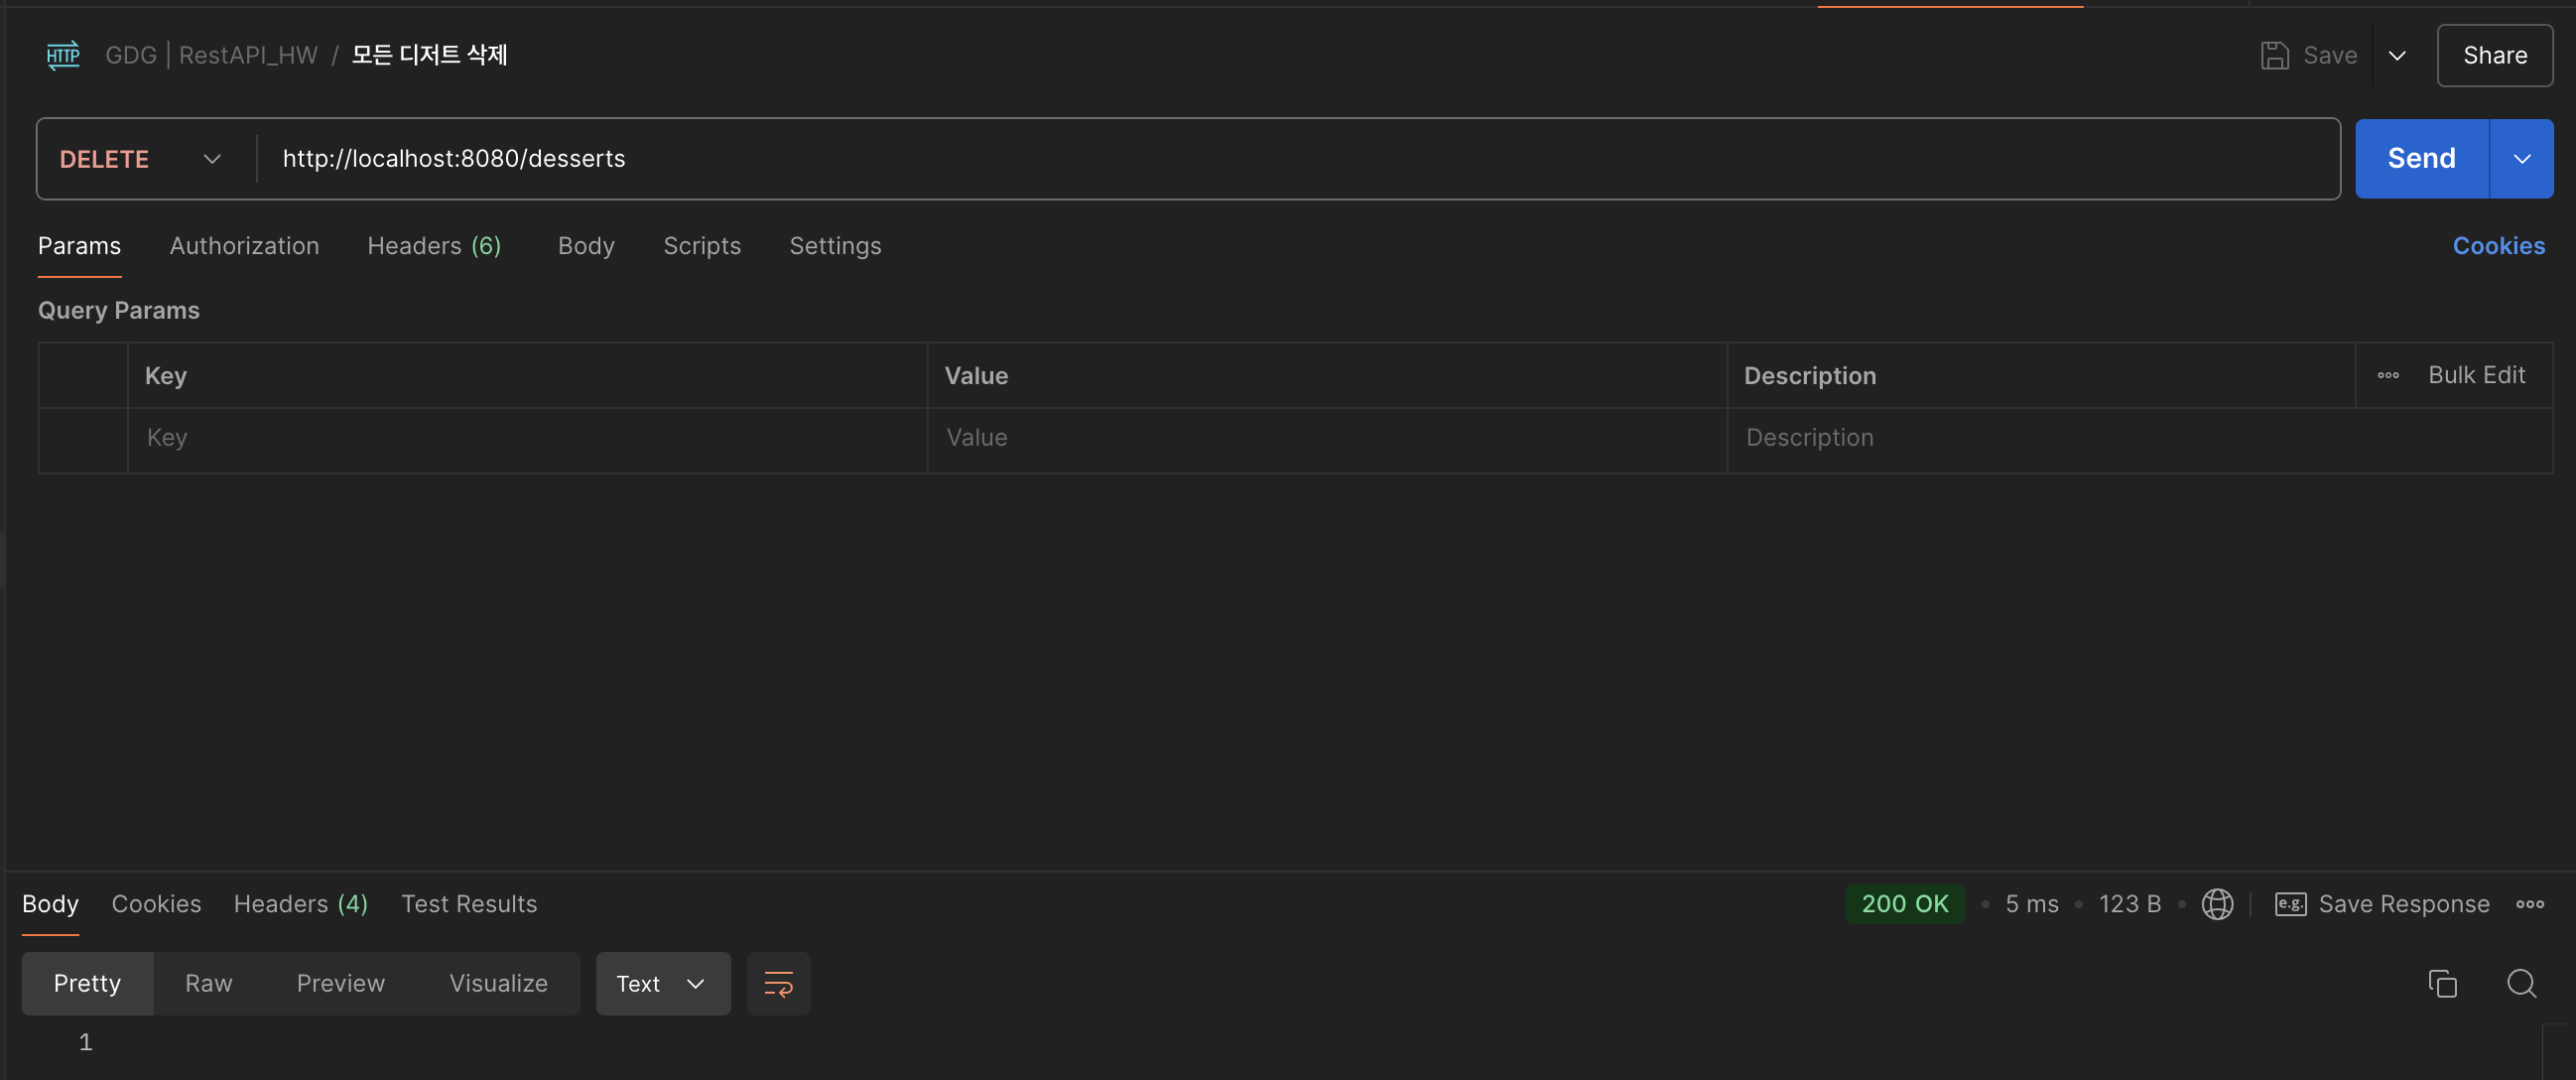 HTTP GDG | RestAPI_HW / 모든 디저트 삭제 Save Share
DELETE http://localhost:8080/desserts Send
Params Authorization Headers (6) Body Scripts Settings Cookies
Query Params
Key Value Description Bulk Edit
Key Value Description
Body Cookies Headers (4) Test Results 200 OK • 5 ms • 123 B • e.g. Save Response
Pretty Raw Preview Visualize Text
1